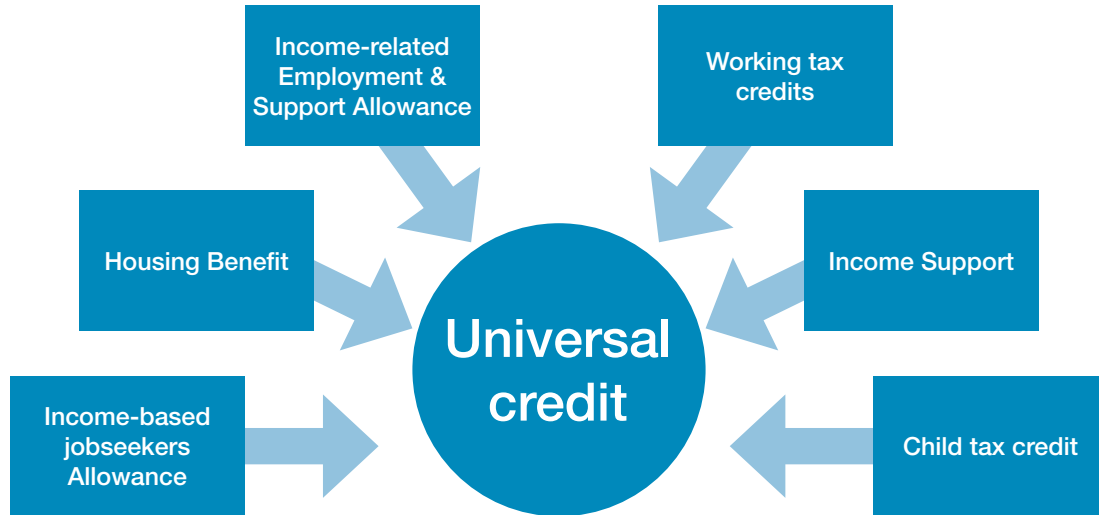 Income-related
Employment &
Support Allowance
Working tax
credits
Housing Benefit
Income Support
Universal
credit
Income-based
jobseekers
Allowance
Child tax credit